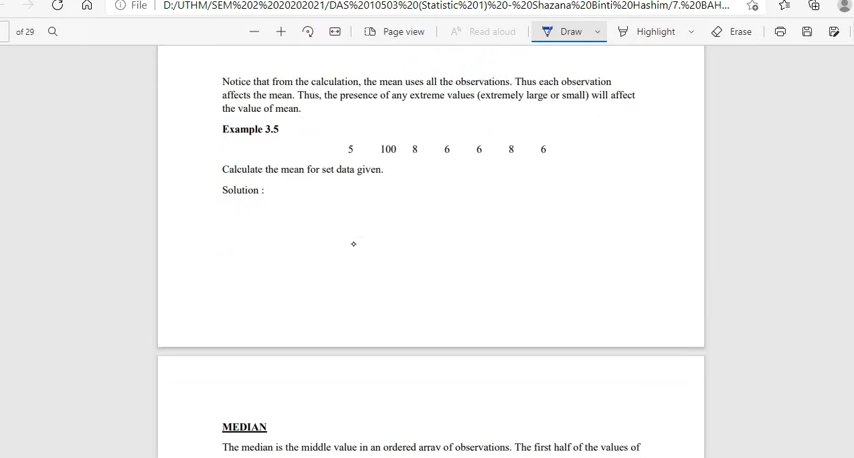 File | D:/UTHM/SEM%202%2020202021/DAS%2010503%20(Statistic%201)%20-%20Shazana%20Binti%20Hashim/7.%20BAH...
of 29 Page view Read aloud Draw Highlight Erase
Notice that from the calculation, the mean uses all the observations. Thus each observation
affects the mean. Thus, the presence of any extreme values (extremely large or small) will affect
the value of mean.
Example 3.5
5 100 8 6 6 8 6
Calculate the mean for set data given.
Solution :
MEDIAN
The median is the middle value in an ordered array of observations. The first half of the values of